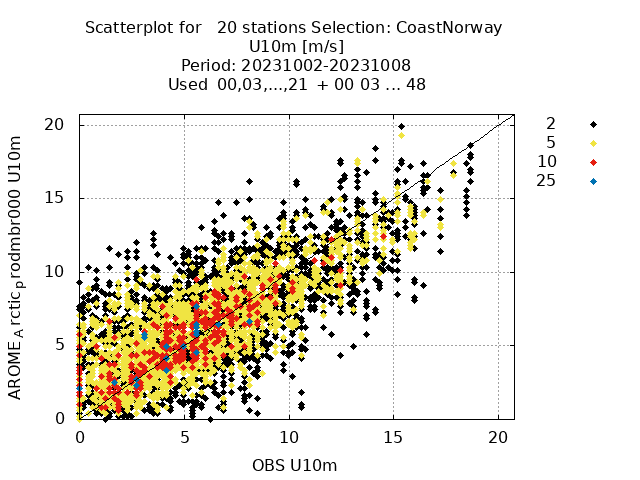 Scatterplot for 20 stations Selection: CoastNorway
U10m [m/s]
Period: 20231002-20231008
Used 00,03,...,21 + 00 03 ... 48
2
5
10
25
20
15
10
5
0
0 5 10 15 20
AROME_Arctic_prodmbr000 U10m
OBS U10m